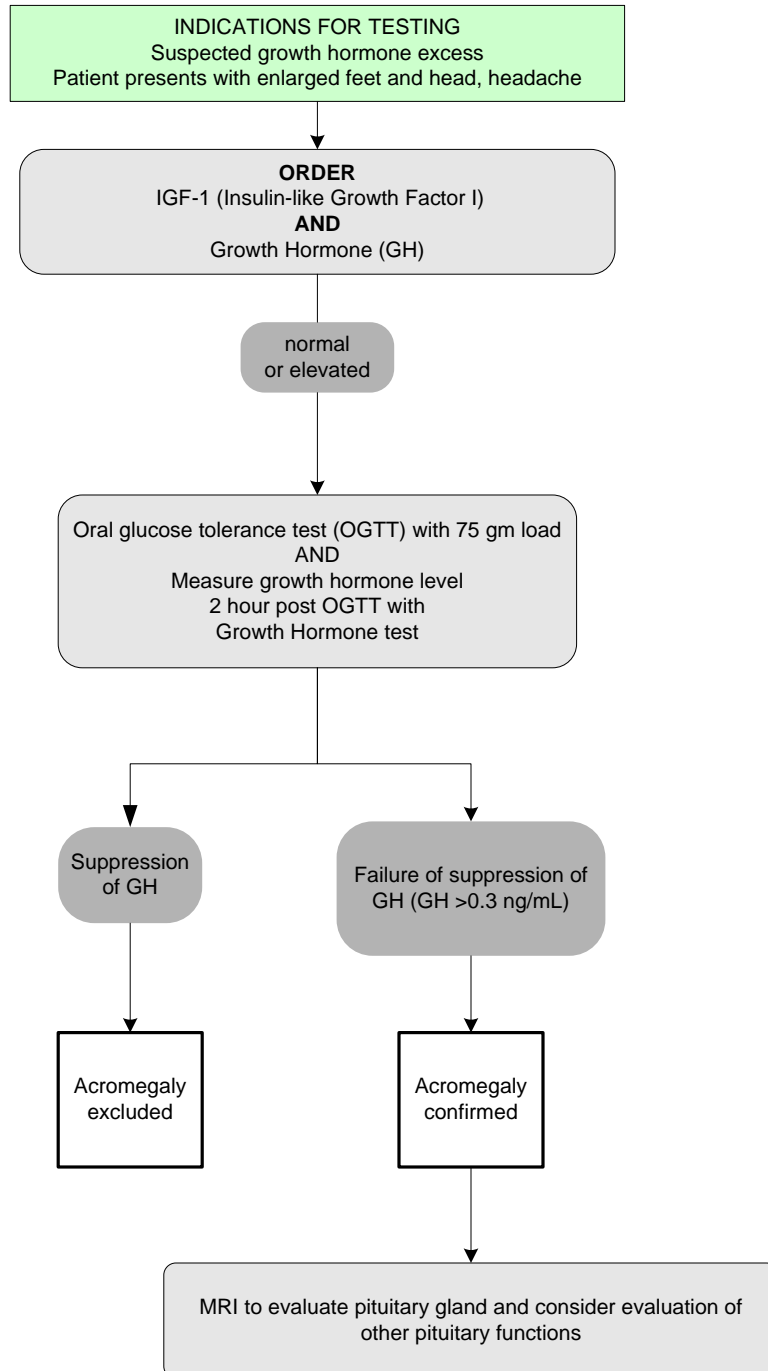 INDICATIONS FOR TESTING
Suspected growth hormone excess
Patient presents with enlarged feet and head, headache
ORDER
IGF-1 (Insulin-like Growth Factor I)
AND
Growth Hormone (GH)
normal
or elevated
Oral glucose tolerance test (OGTT) with 75 gm load
AND
Measure growth hormone level
2 hour post OGTT with
Growth Hormone test
Suppression
of GH
Failure of suppression of
GH (GH >0.3 ng/mL)
Acromegaly
excluded
Acromegaly
confirmed
MRI to evaluate pituitary gland and consider evaluation of
other pituitary functions